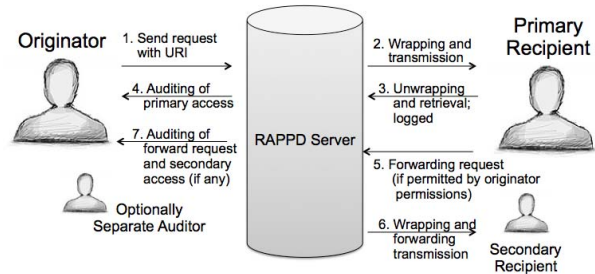 Originator
1. Send request
with URI
4. Auditing of
primary access
7. Auditing of
forward request
and secondary
access (if any)
Optionally
Separate Auditor
RAPPD Server
Primary
Recipient
2. Wrapping and
transmission
3. Unwrapping
and retrieval;
logged
5. Forwarding request
(if permitted by originator
permissions)
6. Wrapping and
forwarding
transmission
Secondary
Recipient